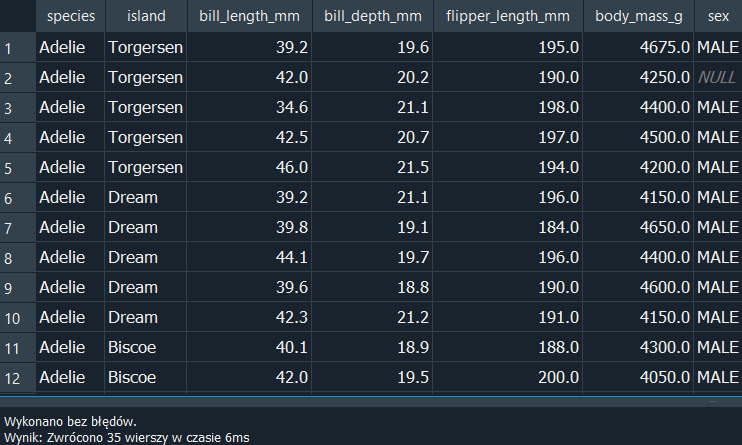 species island bill_length_mm bill_depth_mm flipper_length_mm body_mass_g sex
1 Adelie Torgersen 39.2 19.6 195.0 4675.0 MALE
2 Adelie Torgersen 42.0 20.2 190.0 4250.0 NULL
3 Adelie Torgersen 34.6 21.1 198.0 4400.0 MALE
4 Adelie Torgersen 42.5 20.7 197.0 4500.0 MALE
5 Adelie Torgersen 46.0 21.5 194.0 4200.0 MALE
6 Adelie Dream 39.2 21.1 196.0 4150.0 MALE
7 Adelie Dream 39.8 19.1 184.0 4650.0 MALE
8 Adelie Dream 44.1 19.7 196.0 4400.0 MALE
9 Adelie Dream 39.6 18.8 190.0 4600.0 MALE
10 Adelie Dream 42.3 21.2 191.0 4150.0 MALE
11 Adelie Biscoe 40.1 18.9 188.0 4300.0 MALE
12 Adelie Biscoe 42.0 19.5 200.0 4050.0 MALE
Wykonano bez błędów.
Wynik: Zwrócono 35 wierszy w czasie 6ms